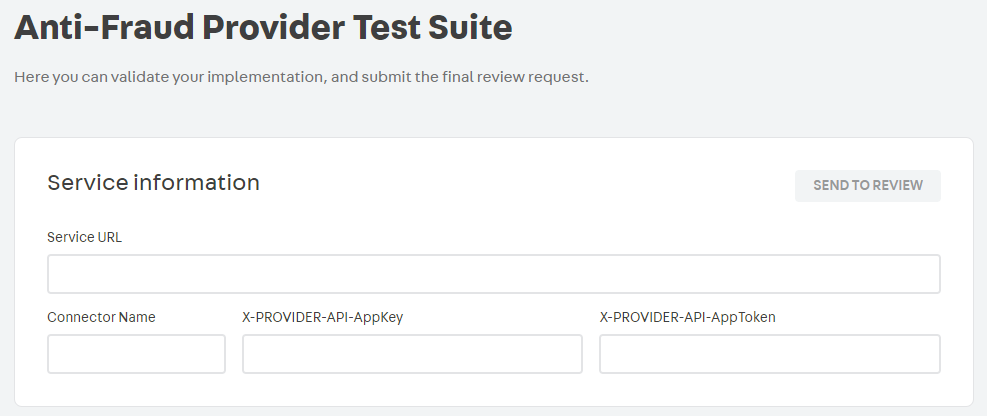 Anti-Fraud Provider Test Suite
Here you can validate your implementation, and submit the final review request.
Service information
SEND TO REVIEW
Service URL
Connector Name
X-PROVIDER-API-AppKey
X-PROVIDER-API-AppToken